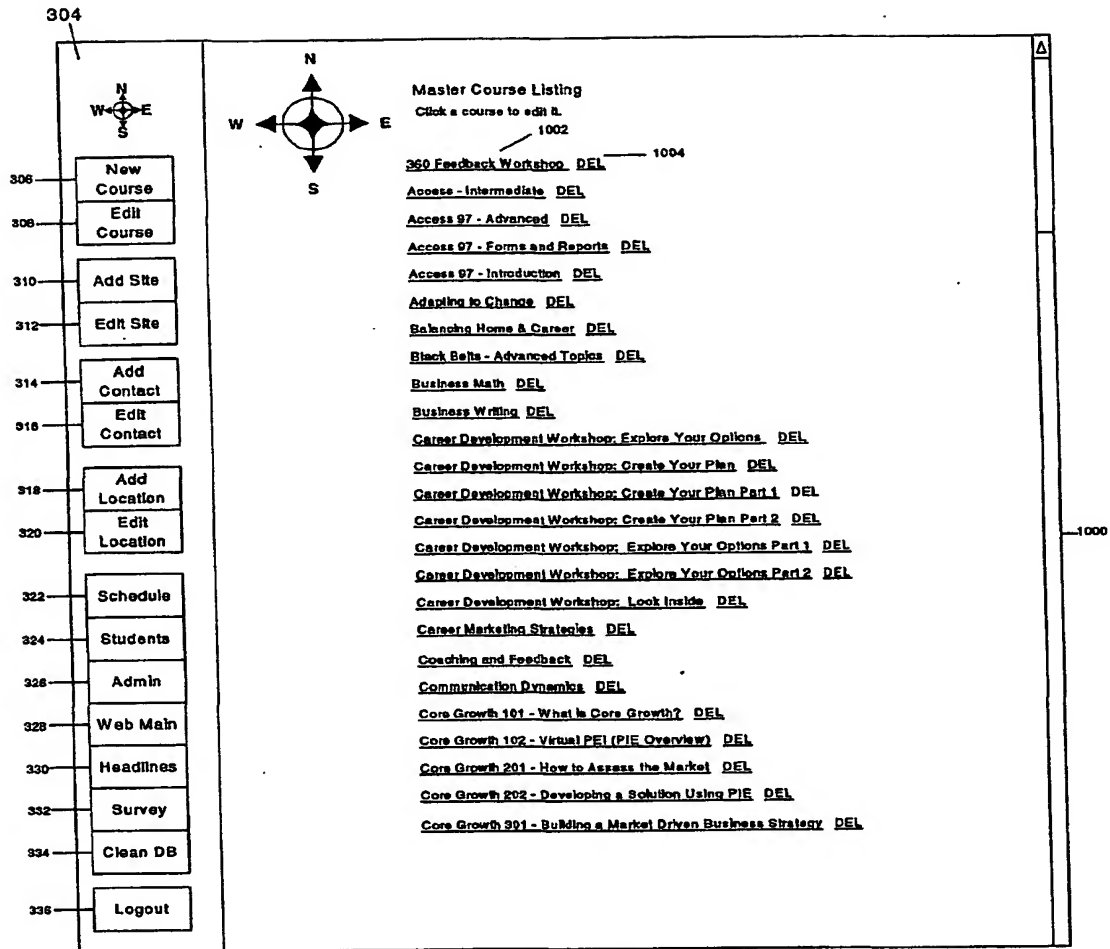 304
N
W E
S
306
New
Course
308
Edit
Course
310
Add Site
312
Edit Site
314
Add
Contact
316
Edit
Contact
318
Add
Location
320
Edit
Location
322
Schedule
324
Students
326
Admin
328
Web Main
330
Headlines
332
Survey
334
Clean DB
336
Logout
N
W E
S
Master Course Listing
Click a course to edit it.
1002
360 Feedback Workshop DEL 1004
Access - Intermediate DEL
Access 97 - Advanced DEL
Access 97 - Forms and Reports DEL
Access 97 - Introduction DEL
Adapting to Change DEL
Balancing Home & Career DEL
Black Belts - Advanced Topics DEL
Business Math DEL
Business Writing DEL
Career Development Workshop: Explore Your Options DEL
Career Development Workshop: Create Your Plan DEL
Career Development Workshop: Create Your Plan Part 1 DEL
Career Development Workshop: Create Your Plan Part 2 DEL
Career Development Workshop: Explore Your Options Part 1 DEL
Career Development Workshop: Explore Your Options Part 2 DEL
Career Development Workshop: Look Inside DEL
Career Marketing Strategies DEL
Coaching and Feedback DEL
Communication Dynamics DEL
Core Growth 101 - What is Core Growth? DEL
Core Growth 102 - Virtual PEI (PIE Overview) DEL
Core Growth 201 - How to Assess the Market DEL
Core Growth 202 - Developing a Solution Using PIE DEL
Core Growth 301 - Building a Market Driven Business Strategy DEL
1000